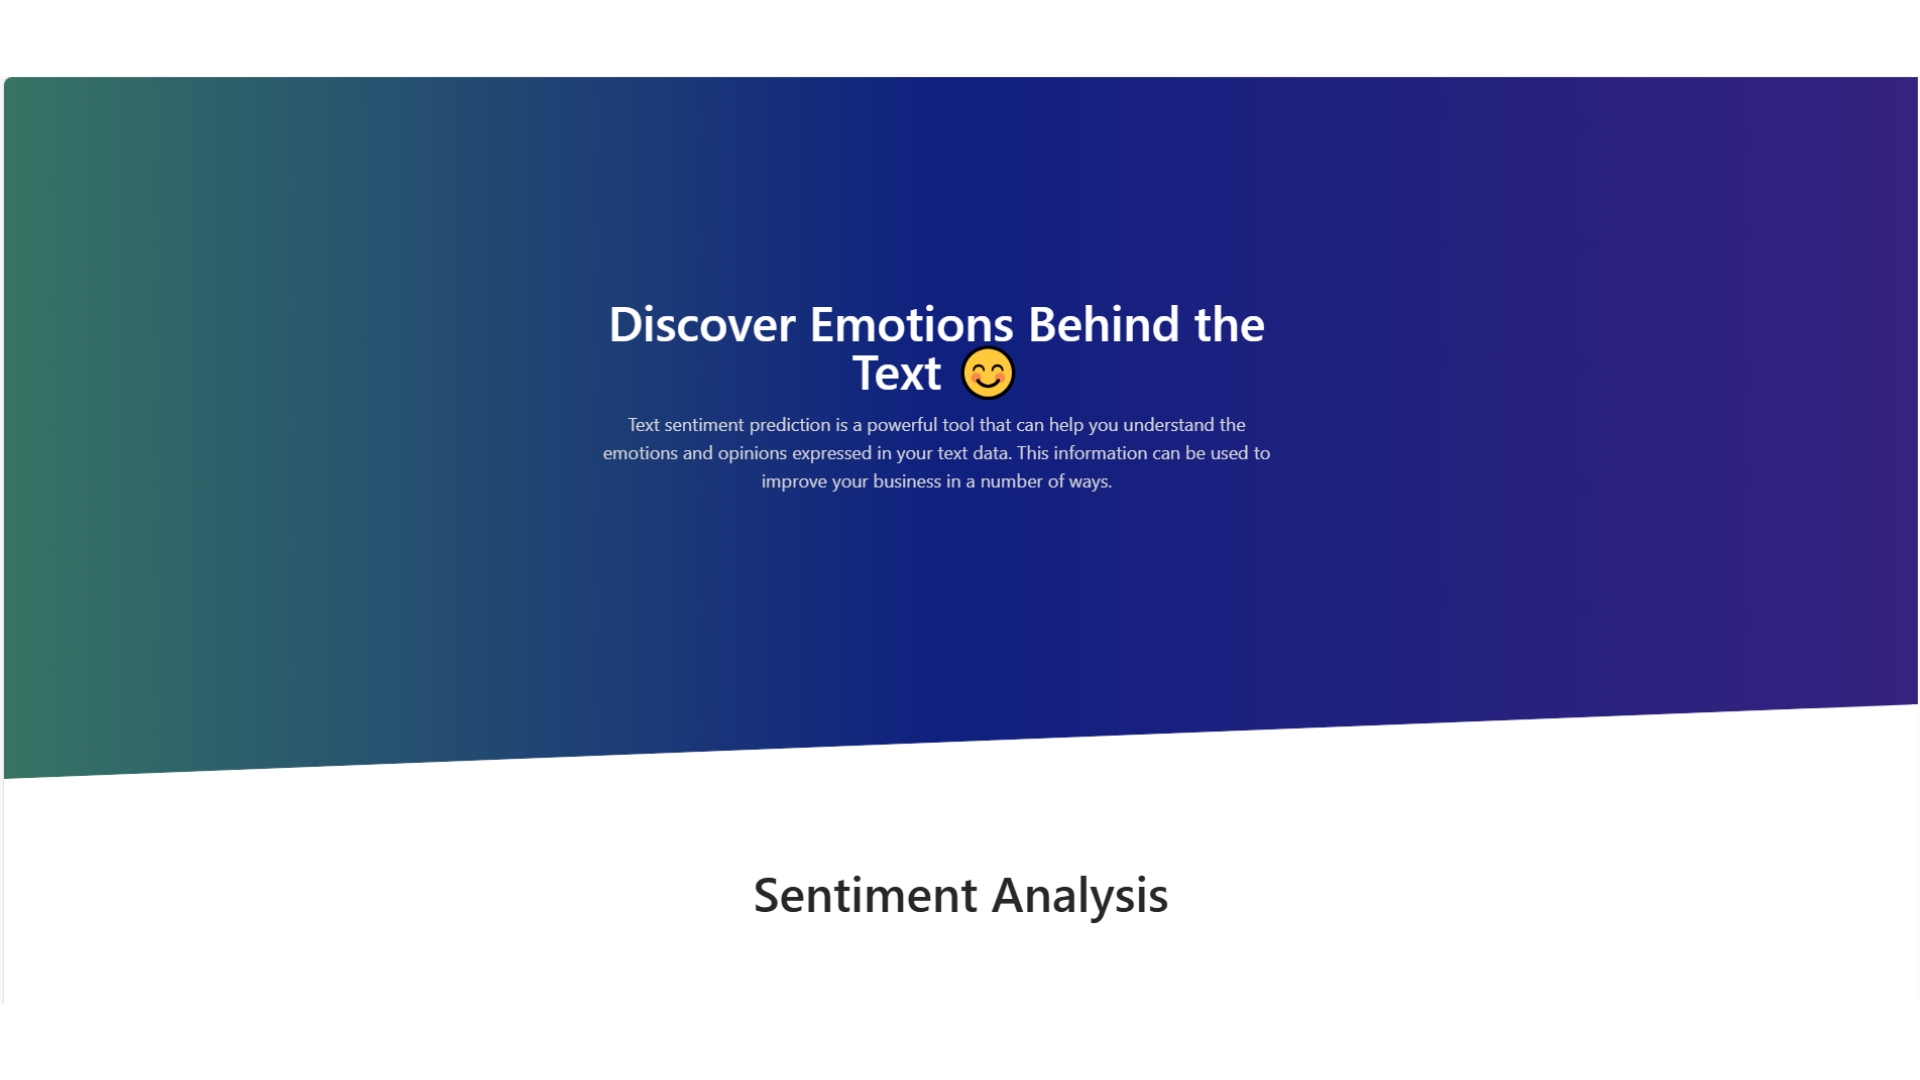 Discover Emotions Behind the
Text 😊
Text sentiment prediction is a powerful tool that can help you understand the
emotions and opinions expressed in your text data. This information can be used to
improve your business in a number of ways.
Sentiment Analysis